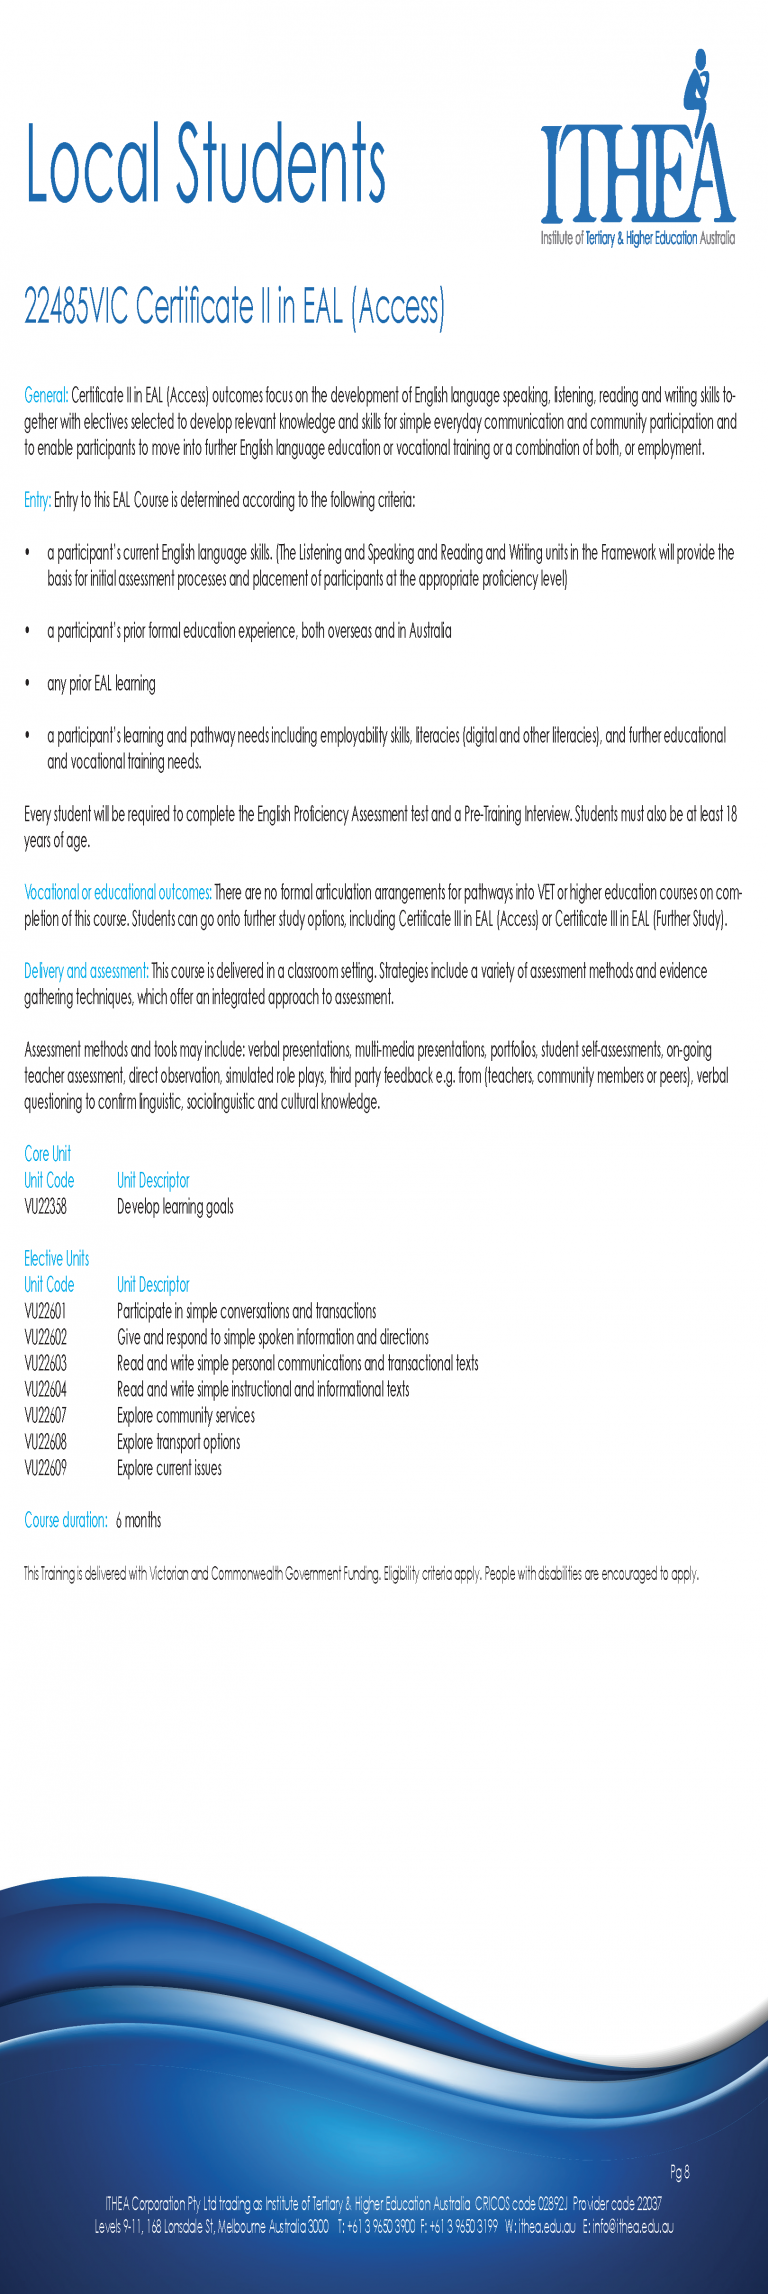 Local Students
ITHEA
Institute of Tertiary & Higher Education Australia
22485VIC Certificate II in EAL (Access)
General: Certificate II in EAL (Access) outcomes focus on the development of English language speaking, listening, reading and writing skills to-
gether with electives selected to develop relevant knowledge and skills for simple everyday communication and community participation and
to enable participants to move into further English language education or vocational training or a combination of both, or employment.
Entry: Entry to this EAL Course is determined according to the following criteria:
• a participant's current English language skills. (The Listening and Speaking and Reading and Writing units in the Framework will provide the
basis for initial assessment processes and placement of participants at the appropriate proficiency level)
• a participant's prior formal education experience, both overseas and in Australia
• any prior EAL learning
• a participant's learning and pathway needs including employability skills, literacies (digital and other literacies), and further educational
and vocational training needs.
Every student will be required to complete the English Proficiency Assessment test and a Pre-Training Interview. Students must also be at least 18
years of age.
Vocational or educational outcomes: There are no formal articulation arrangements for pathways into VET or higher education courses on com-
pletion of this course. Students can go onto further study options, including Certificate III in EAL (Access) or Certificate III in EAL (Further Study).
Delivery and assessment: This course is delivered in a classroom setting. Strategies include a variety of assessment methods and evidence
gathering techniques, which offer an integrated approach to assessment.
Assessment methods and tools may include: verbal presentations, multi-media presentations, portfolios, student self-assessments, on-going
teacher assessment, direct observation, simulated role plays, third party feedback e.g. from (teachers, community members or peers), verbal
questioning to confirm linguistic, sociolinguistic and cultural knowledge.
Core Unit
Unit Code Unit Descriptor
VU22358 Develop learning goals
Elective Units
Unit Code Unit Descriptor
VU22601 Participate in simple conversations and transactions
VU22602 Give and respond to simple spoken information and directions
VU22603 Read and write simple personal communications and transactional texts
VU22604 Read and write simple instructional and informational texts
VU22607 Explore community services
VU22608 Explore transport options
VU22609 Explore current issues
Course duration: 6 months
This Training is delivered with Victorian and Commonwealth Government Funding. Eligibility criteria apply. People with disabilities are encouraged to apply.
Pg 8
ITHEA Corporation Pty Ltd trading as Institute of Tertiary & Higher Education Australia CRICOS code 02892J Provider code 22037
Levels 9-11, 168 Lonsdale St, Melbourne Australia 3000 T: +61 3 9650 3900 F: +61 3 9650 3199 W: ithea.edu.au E: info@ithea.edu.au